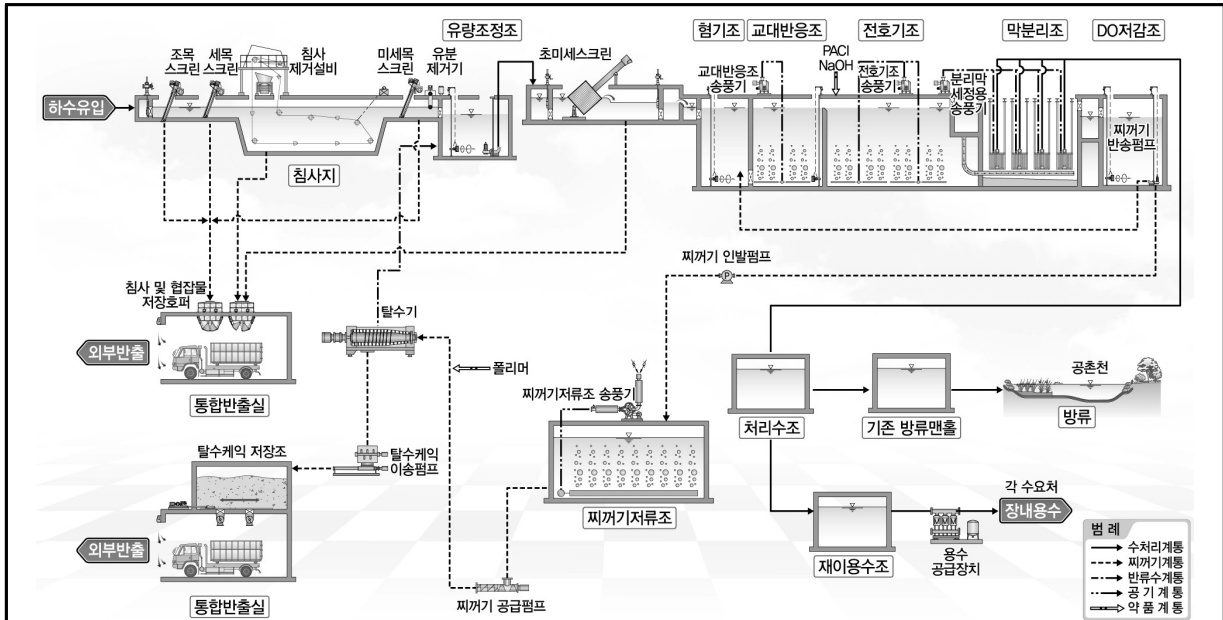 유량조정조
혐기조
교대반응조
전호기조
막분리조
DO저감조
조목
스크린
세목
스크린
침사
제거설비
미세목
스크린
유분
제거기
초미세스크린
교대반응조
송풍기
PACl
NaOH
전호기조
송풍기
분리막
세정용
송풍기
찌꺼기
반송펌프
하수유입
침사지
찌꺼기 인발펌프
P
침사 및 협잡물
저장호퍼
외부반출
통합반출실
탈수기
폴리머
찌꺼기저류조 송풍기
찌꺼기저류조
처리수조
기존 방류맨홀
공촌천
방류
탈수케익 저장조
탈수케익
이송펌프
외부반출
통합반출실
찌꺼기 공급펌프
재이용수조
용수
공급장치
각 수요처
장내용수
범 례
수처리계통
찌꺼기계통
반류수계통
공 기 계 통
약 품 계 통